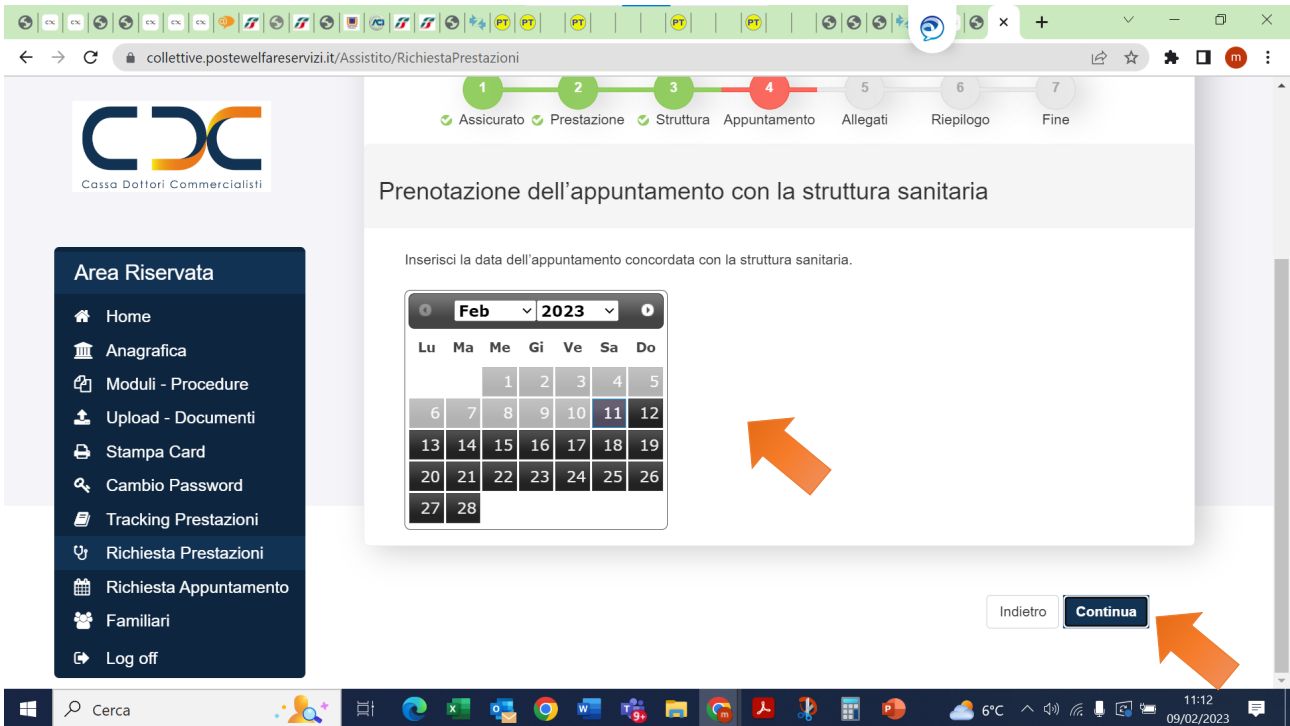 collettive.postewelfareservizi.it/Assistito/RichiestaPrestazioni
m
CDC
Cassa Dottori Commercialisti
1 2 3 4 5 6 7
Assicurato Prestazione Struttura Appuntamento Allegati Riepilogo Fine
Prenotazione dell'appuntamento con la struttura sanitaria
Area Riservata
Home
Anagrafica
Moduli - Procedure
Upload - Documenti
Stampa Card
Cambio Password
Tracking Prestazioni
Richiesta Prestazioni
Richiesta Appuntamento
Familiari
Log off
Inserisci la data dell'appuntamento concordata con la struttura sanitaria.
Feb 2023
Lu Ma Me Gi Ve Sa Do
1 2 3 4 5
6 7 8 9 10 11 12
13 14 15 16 17 18 19
20 21 22 23 24 25 26
27 28
Indietro Continua
Cerca
6°C
11:12
09/02/2023